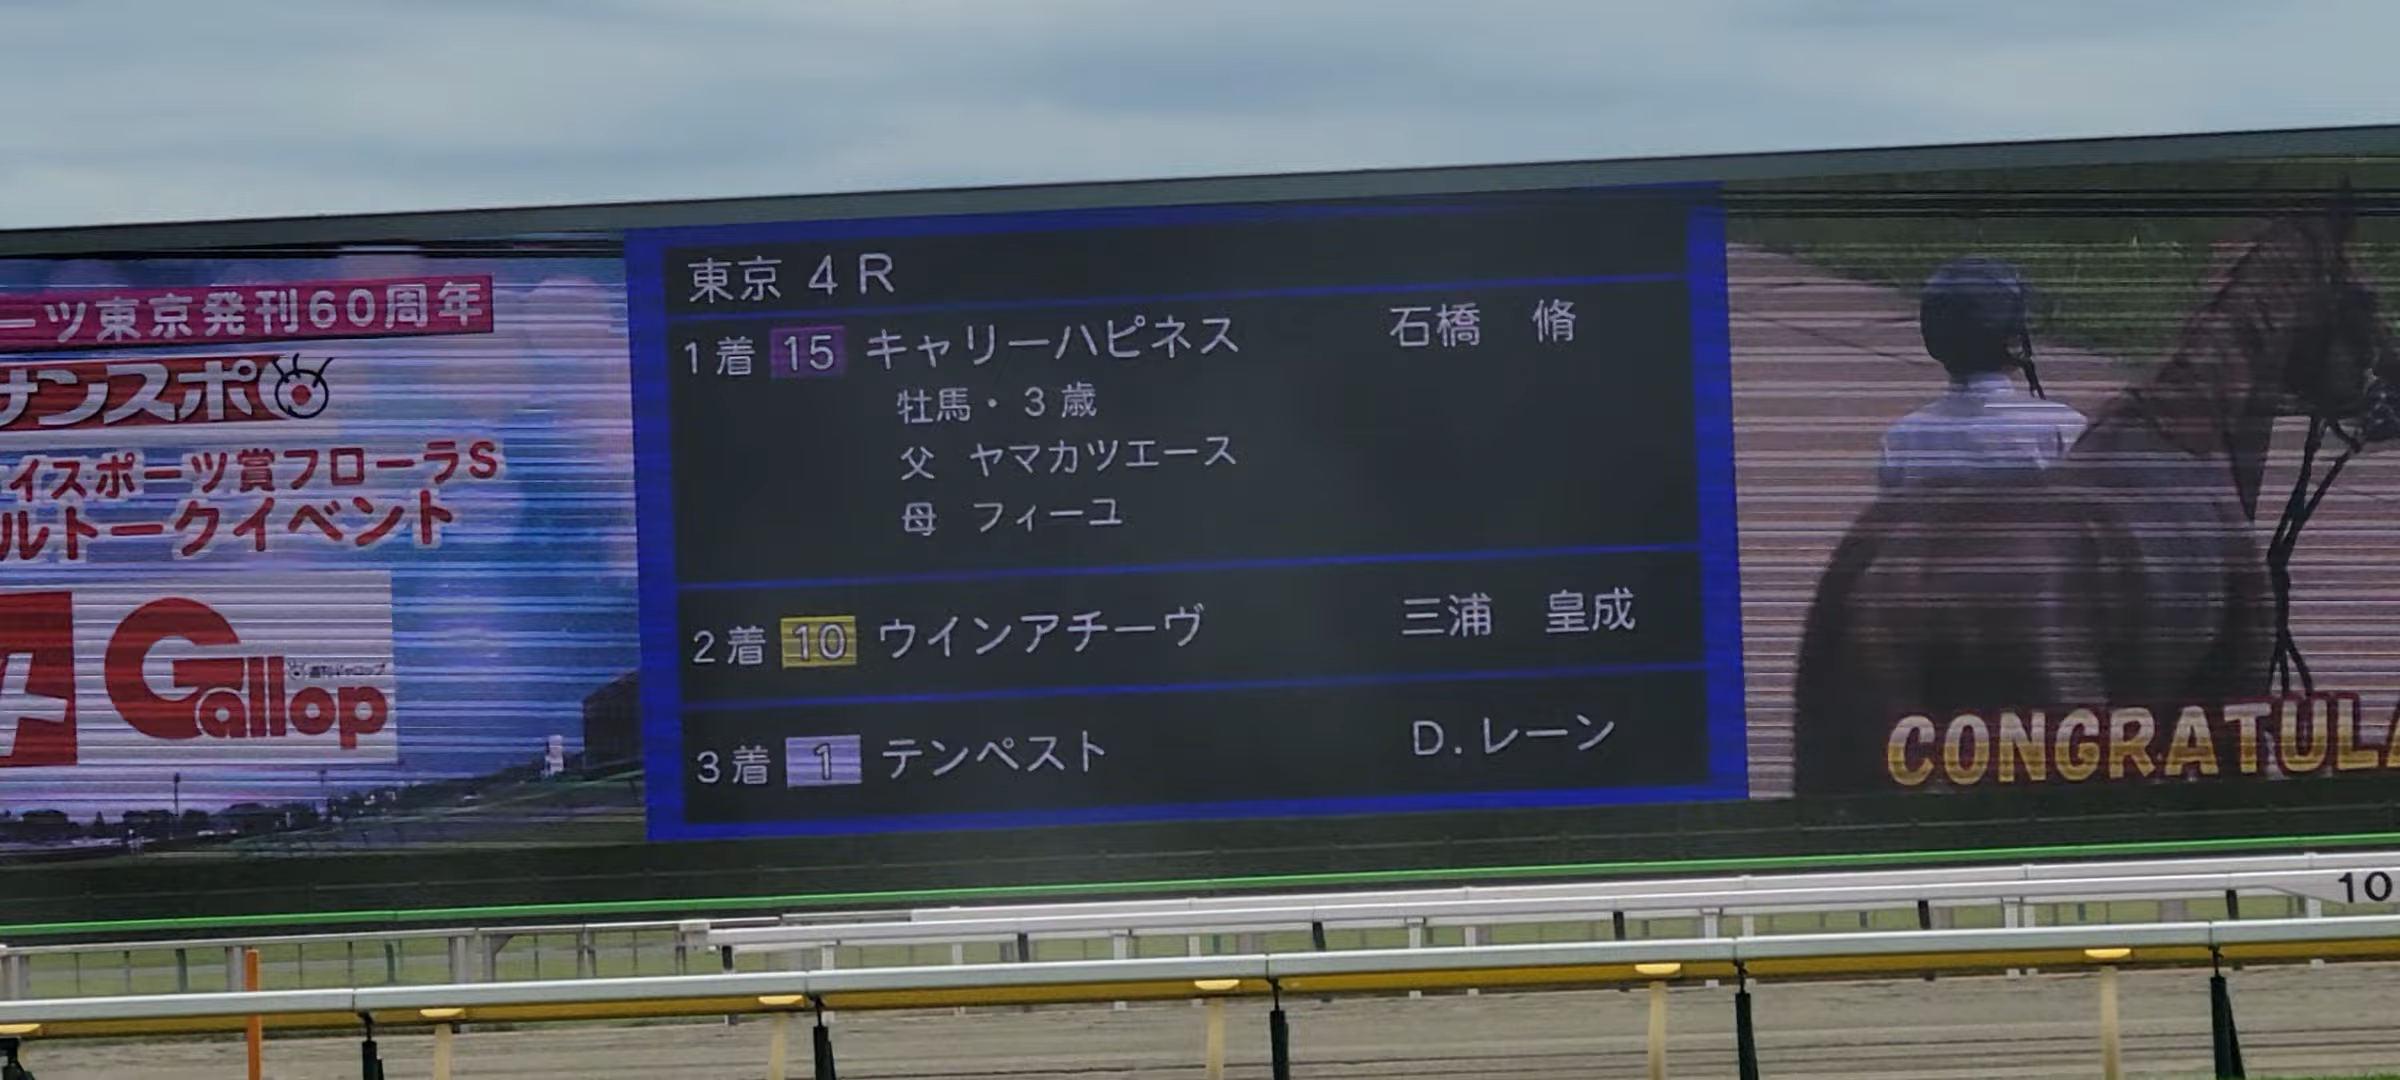 ーツ東京発刊60周年
サンスポ
イスポーツ賞フローラS
ルトークイベント
Gallop
東京 4R
1着 15 キャリーハピネス 石橋 脩
牡馬・3歳
父 ヤマカツエース
母 フィーユ
2着 10 ウインアチーヴ 三浦 皇成
3着 1 テンペスト D.レーン
CONGRATULA
10